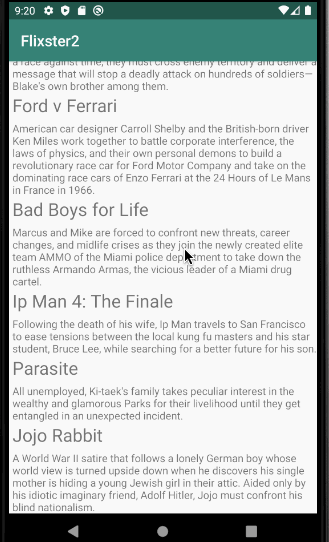 9:20
Flixster2
a race against time, they must cross enemy territory and deliver a
message that will stop a deadly attack on hundreds of soldiers—
Blake's own brother among them.
Ford v Ferrari
American car designer Carroll Shelby and the British-born driver
Ken Miles work together to battle corporate interference, the
laws of physics, and their own personal demons to build a
revolutionary race car for Ford Motor Company and take on the
dominating race cars of Enzo Ferrari at the 24 Hours of Le Mans
in France in 1966.
Bad Boys for Life
Marcus and Mike are forced to confront new threats, career
changes, and midlife crises as they join the newly created elite
team AMMO of the Miami police department to take down the
ruthless Armando Armas, the vicious leader of a Miami drug
cartel.
Ip Man 4: The Finale
Following the death of his wife, Ip Man travels to San Francisco
to ease tensions between the local kung fu masters and his star
student, Bruce Lee, while searching for a better future for his son.
Parasite
All unemployed, Ki-taek's family takes peculiar interest in the
wealthy and glamorous Parks for their livelihood until they get
entangled in an unexpected incident.
Jojo Rabbit
A World War II satire that follows a lonely German boy whose
world view is turned upside down when he discovers his single
mother is hiding a young Jewish girl in their attic. Aided only by
his idiotic imaginary friend, Adolf Hitler, Jojo must confront his
blind nationalism.